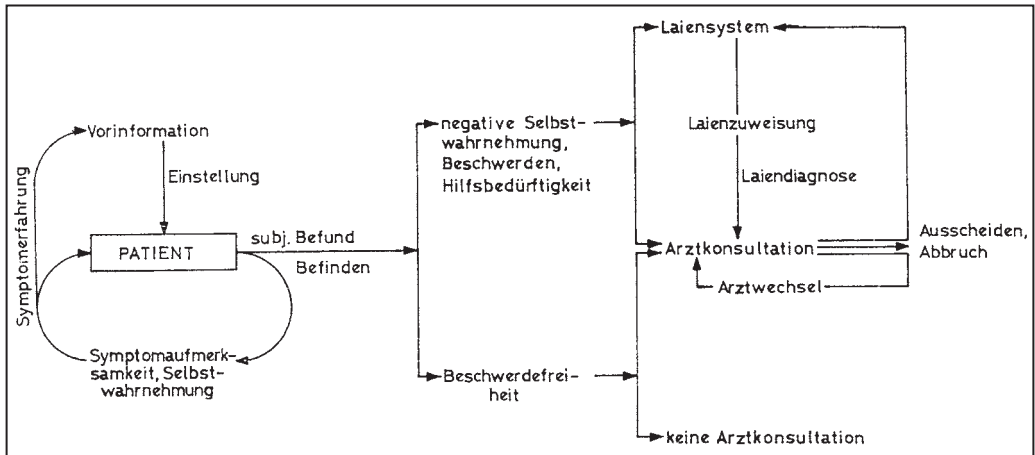 Laiensystem
Vorinformation
negative Selbst-
wahrnehmung,
Beschwerden,
Hilfsbedürftigkeit
Laienzuweisung
Einstellung
Laiendiagnose
Symptomerfahrung
PATIENT
subj. Befund
Befinden
Arztkonsultation
Ausscheiden,
Abbruch
Arztwechsel
Symptomaufmerk-
samkeit, Selbst-
wahrnehmung
Beschwerdefrei-
heit
keine Arztkonsultation